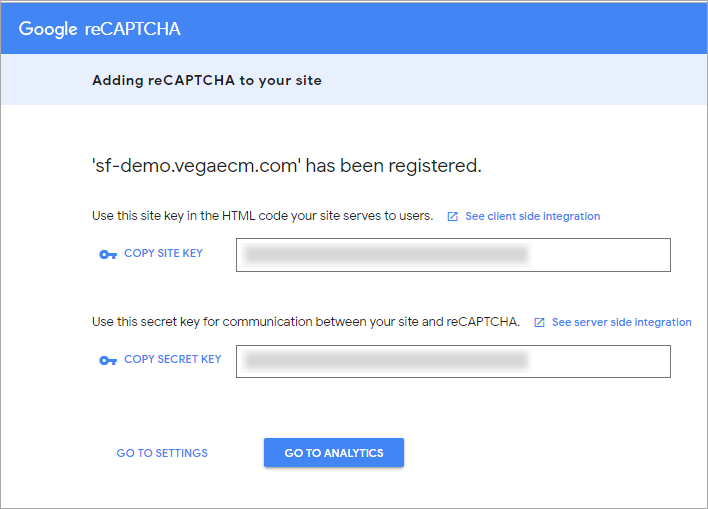 Google reCAPTCHA
Adding reCAPTCHA to your site
'sf-demo.vegaecm.com' has been registered.
Use this site key in the HTML code your site serves to users. See client side integration
COPY SITE KEY
Use this secret key for communication between your site and reCAPTCHA. See server side integration
COPY SECRET KEY
GO TO SETTINGS GO TO ANALYTICS